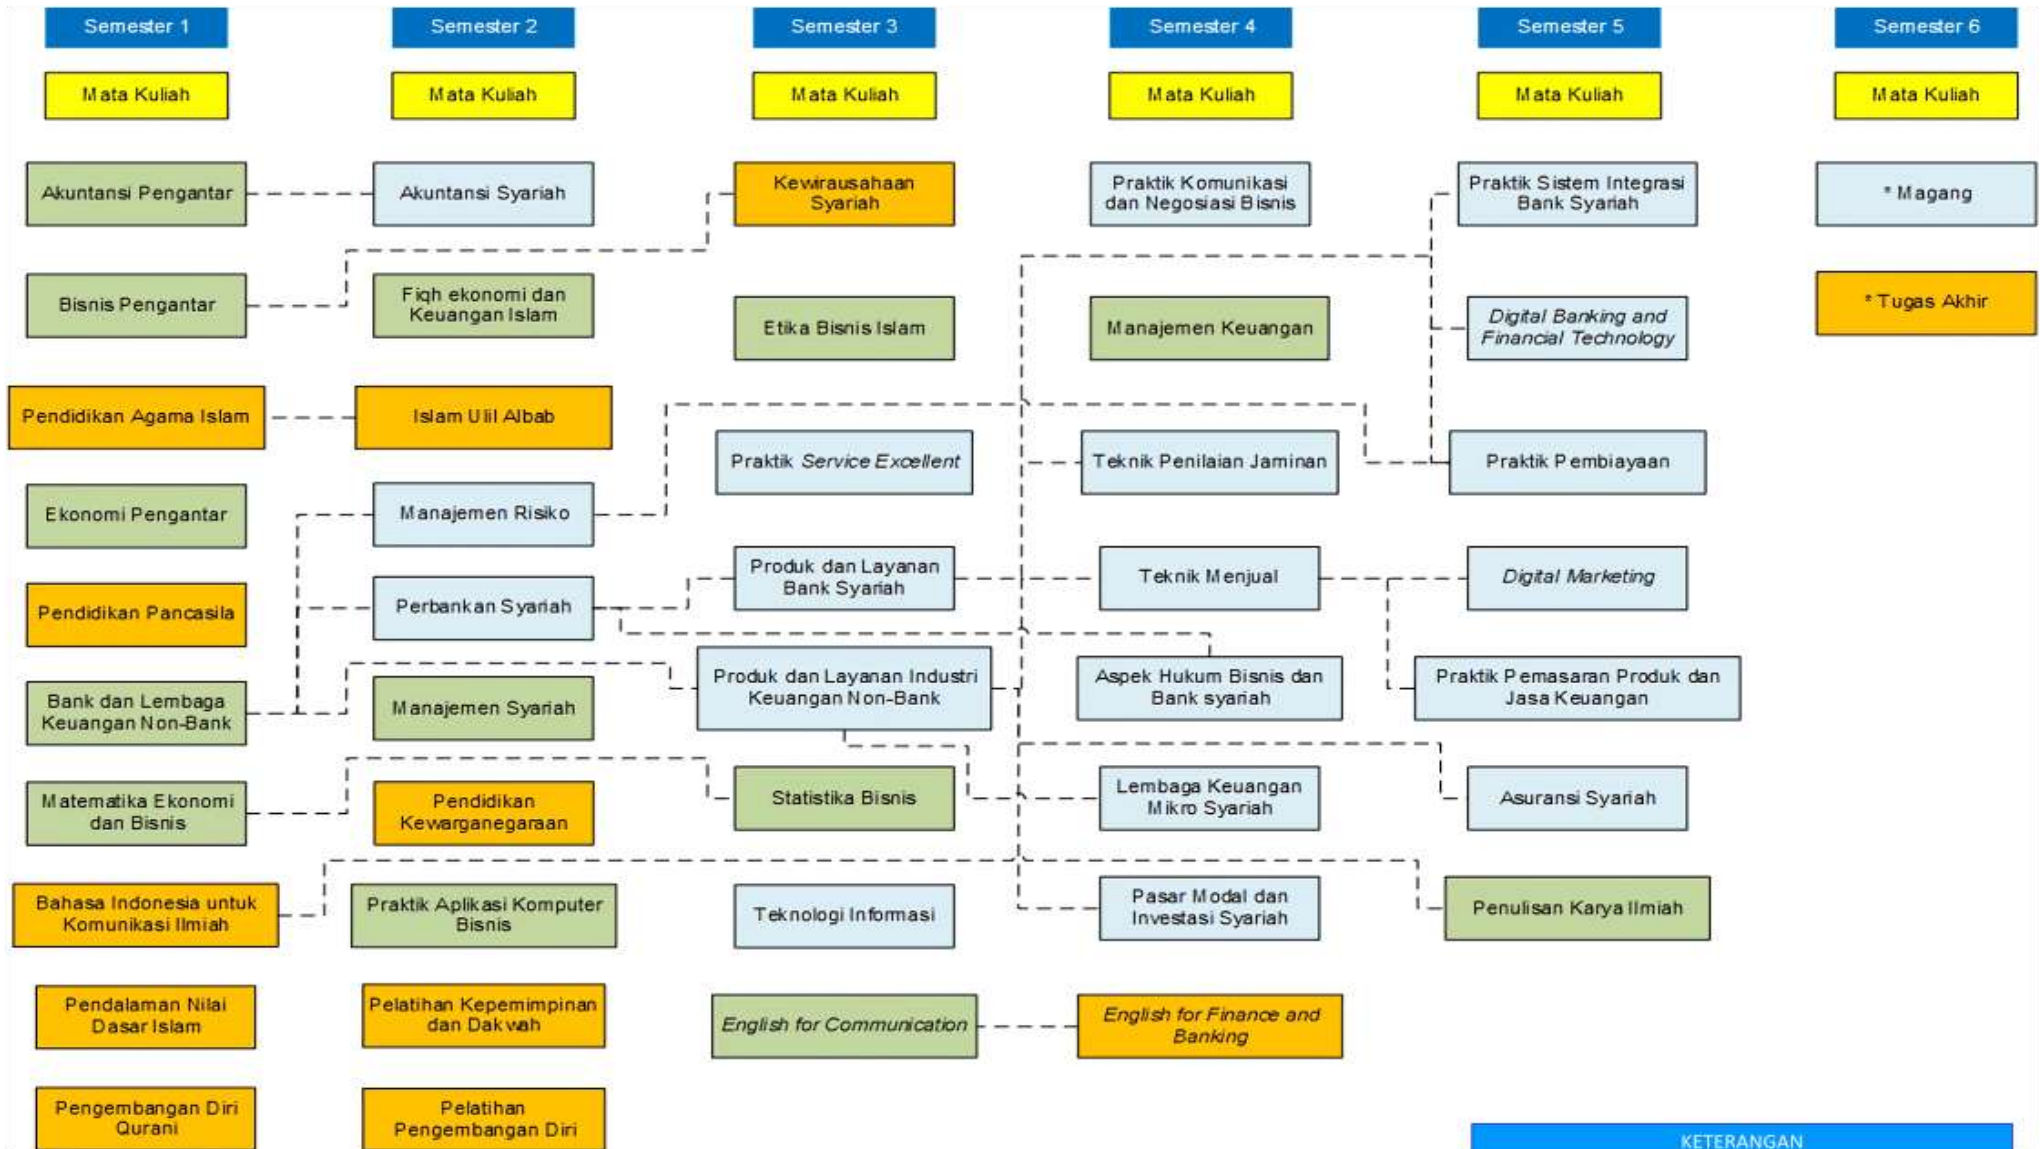 Semester 1
Semester 2
Semester 3
Semester 4
Semester 5
Semester 6
Mata Kuliah
Mata Kuliah
Mata Kuliah
Mata Kuliah
Mata Kuliah
Mata Kuliah
Akuntansi Pengantar
Akuntansi Syariah
Kewirausahaan
Syariah
Praktik Komunikasi
dan Negosiasi Bisnis
Praktik Sistem Integrasi
Bank Syariah
* Magang
Bisnis Pengantar
Fiqh ekonomi dan
Keuangan Islam
Etika Bisnis Islam
Manajemen Keuangan
Digital Banking and
Financial Technology
* Tugas Akhir
Pendidikan Agama Islam
Islam Ulil Albab
Praktik Service Excellent
Teknik Penilaian Jaminan
Praktik Pembiayaan
Ekonomi Pengantar
Manajemen Risiko
Produk dan Layanan
Bank Syariah
Teknik Menjual
Digital Marketing
Pendidikan Pancasila
Perbankan Syariah
Produk dan Layanan Industri
Keuangan Non-Bank
Aspek Hukum Bisnis dan
Bank syariah
Praktik Pemasaran Produk dan
Jasa Keuangan
Bank dan Lembaga
Keuangan Non-Bank
Manajemen Syariah
Statistika Bisnis
Lembaga Keuangan
Mikro Syariah
Asuransi Syariah
Matematika Ekonomi
dan Bisnis
Pendidikan
Kewarganegaraan
Bahasa Indonesia untuk
Komunikasi Ilmiah
Praktik Aplikasi Komputer
Bisnis
Teknologi Informasi
Pasar Modal dan
Investasi Syariah
Penulisan Karya Ilmiah
Pendalaman Nilai
Dasar Islam
Pelatihan Kepemimpinan
dan Dakwah
English for Communication
English for Finance and
Banking
Pengembangan Diri
Qurani
Pelatihan
Pengembangan Diri
KETERANGAN